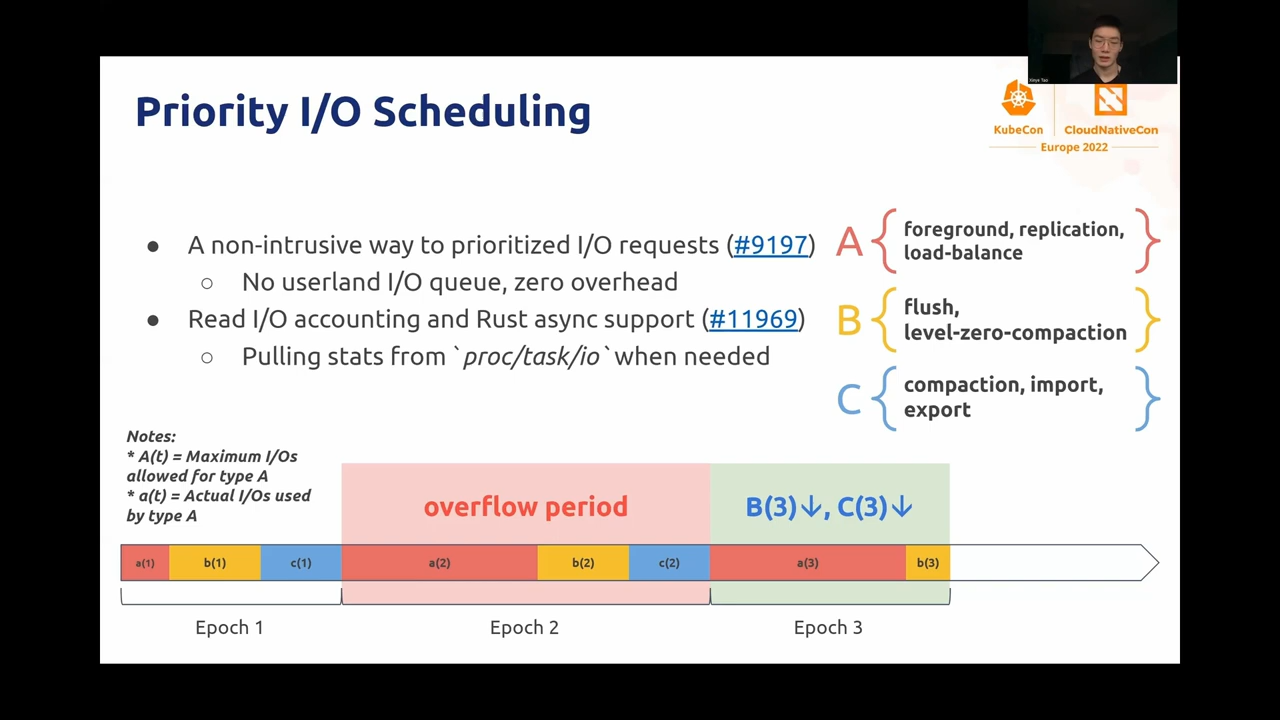 Xinye Tao
Priority I/O Scheduling
KubeCon
CloudNativeCon
Europe 2022
● A non-intrusive way to prioritized I/O requests (#9197)
○ No userland I/O queue, zero overhead
● Read I/O accounting and Rust async support (#11969)
○ Pulling stats from `proc/task/io` when needed
A { foreground, replication,
load-balance }
B { flush,
level-zero-compaction }
C { compaction, import,
export }
Notes:
* A(t) = Maximum I/Os
allowed for type A
* a(t) = Actual I/Os used
by type A
overflow period
B(3)↓, C(3)↓
a(1) b(1) c(1) a(2) b(2) c(2) a(3) b(3)
Epoch 1 Epoch 2 Epoch 3